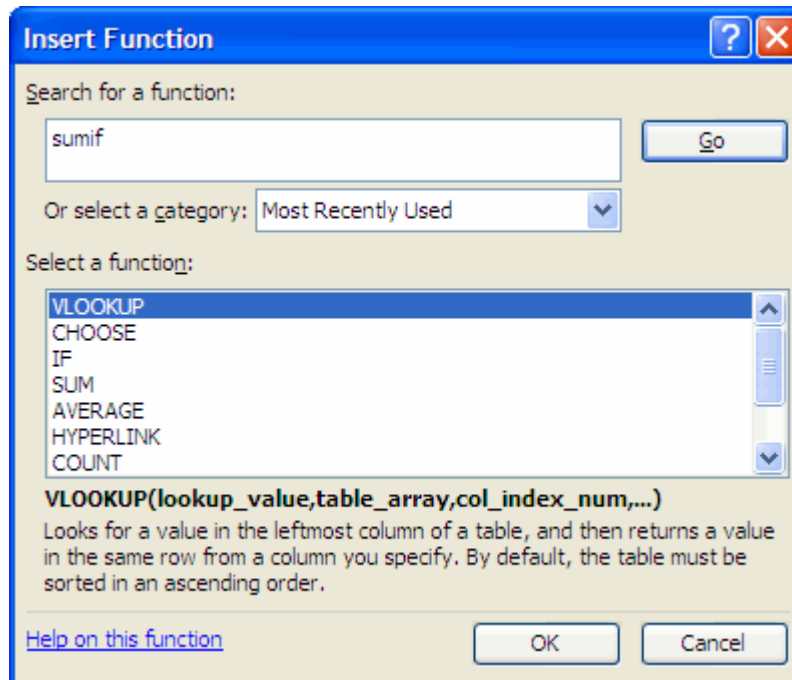 Insert Function
Search for a function:
sumif
Go
Or select a category: Most Recently Used
Select a function:
VLOOKUP
CHOOSE
IF
SUM
AVERAGE
HYPERLINK
COUNT
VLOOKUP(lookup_value,table_array,col_index_num,...)
Looks for a value in the leftmost column of a table, and then returns a value
in the same row from a column you specify. By default, the table must be
sorted in an ascending order.
Help on this function
OK
Cancel